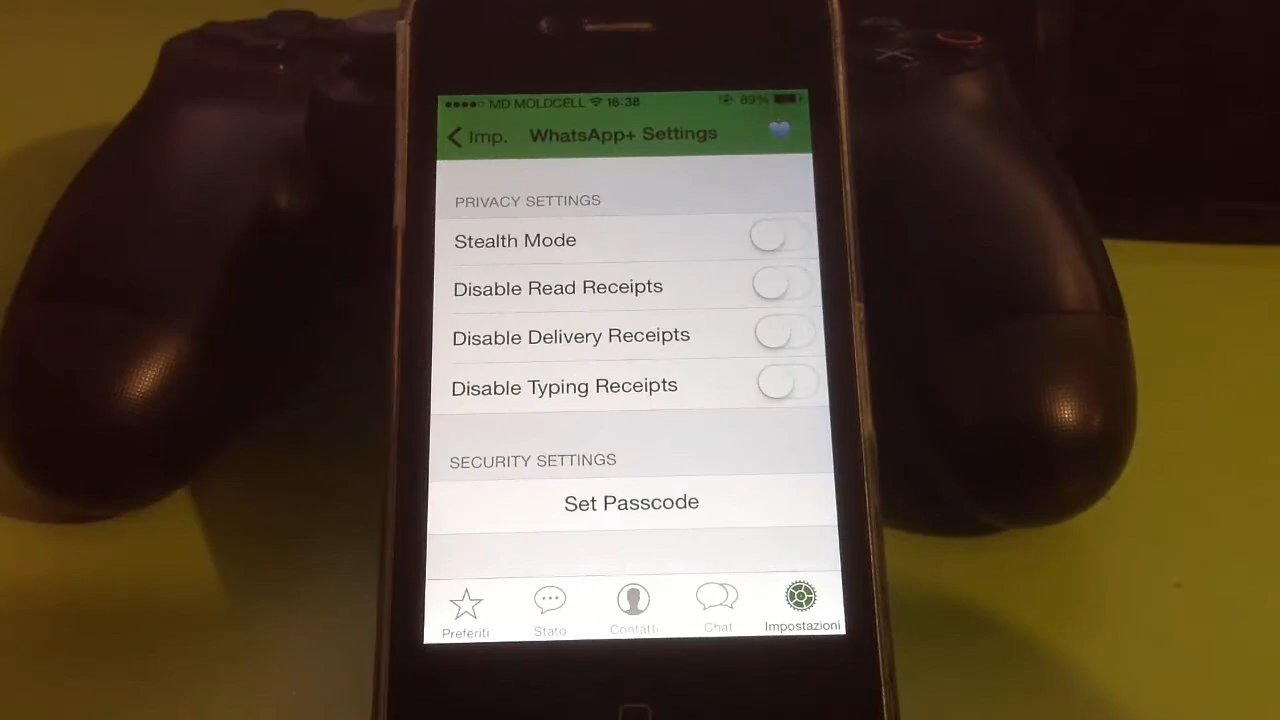 MD MOLDCELL 16:38 89%
Imp. WhatsApp+ Settings
PRIVACY SETTINGS
Stealth Mode
Disable Read Receipts
Disable Delivery Receipts
Disable Typing Receipts
SECURITY SETTINGS
Set Passcode
Preferiti Stato Contatti Chat Impostazioni